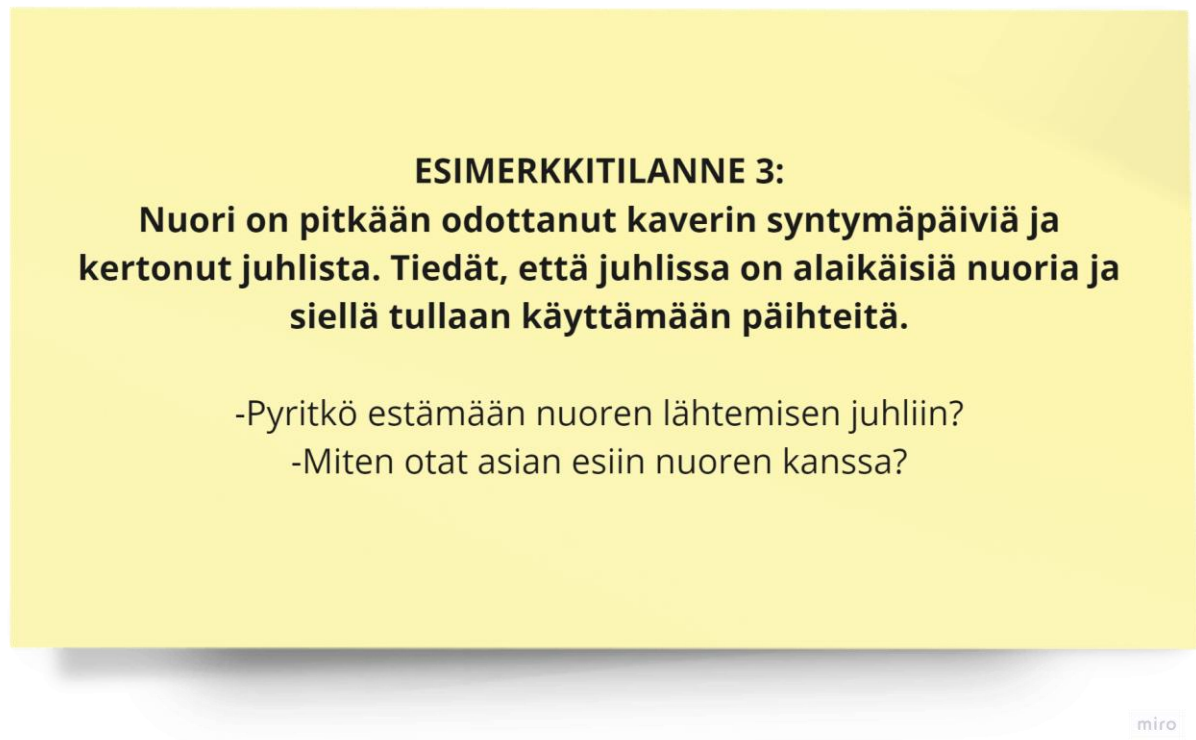 ESIMERKKITILANNE 3:
Nuori on pitkään odottanut kaverin syntymäpäiviä ja
kertonut juhlista. Tiedät, että juhlissa on alaikäisiä nuoria ja
siellä tullaan käyttämään päihteitä.
-Pyritkö estämään nuoren lähtemisen juhliin?
-Miten otat asian esiin nuoren kanssa?
miro